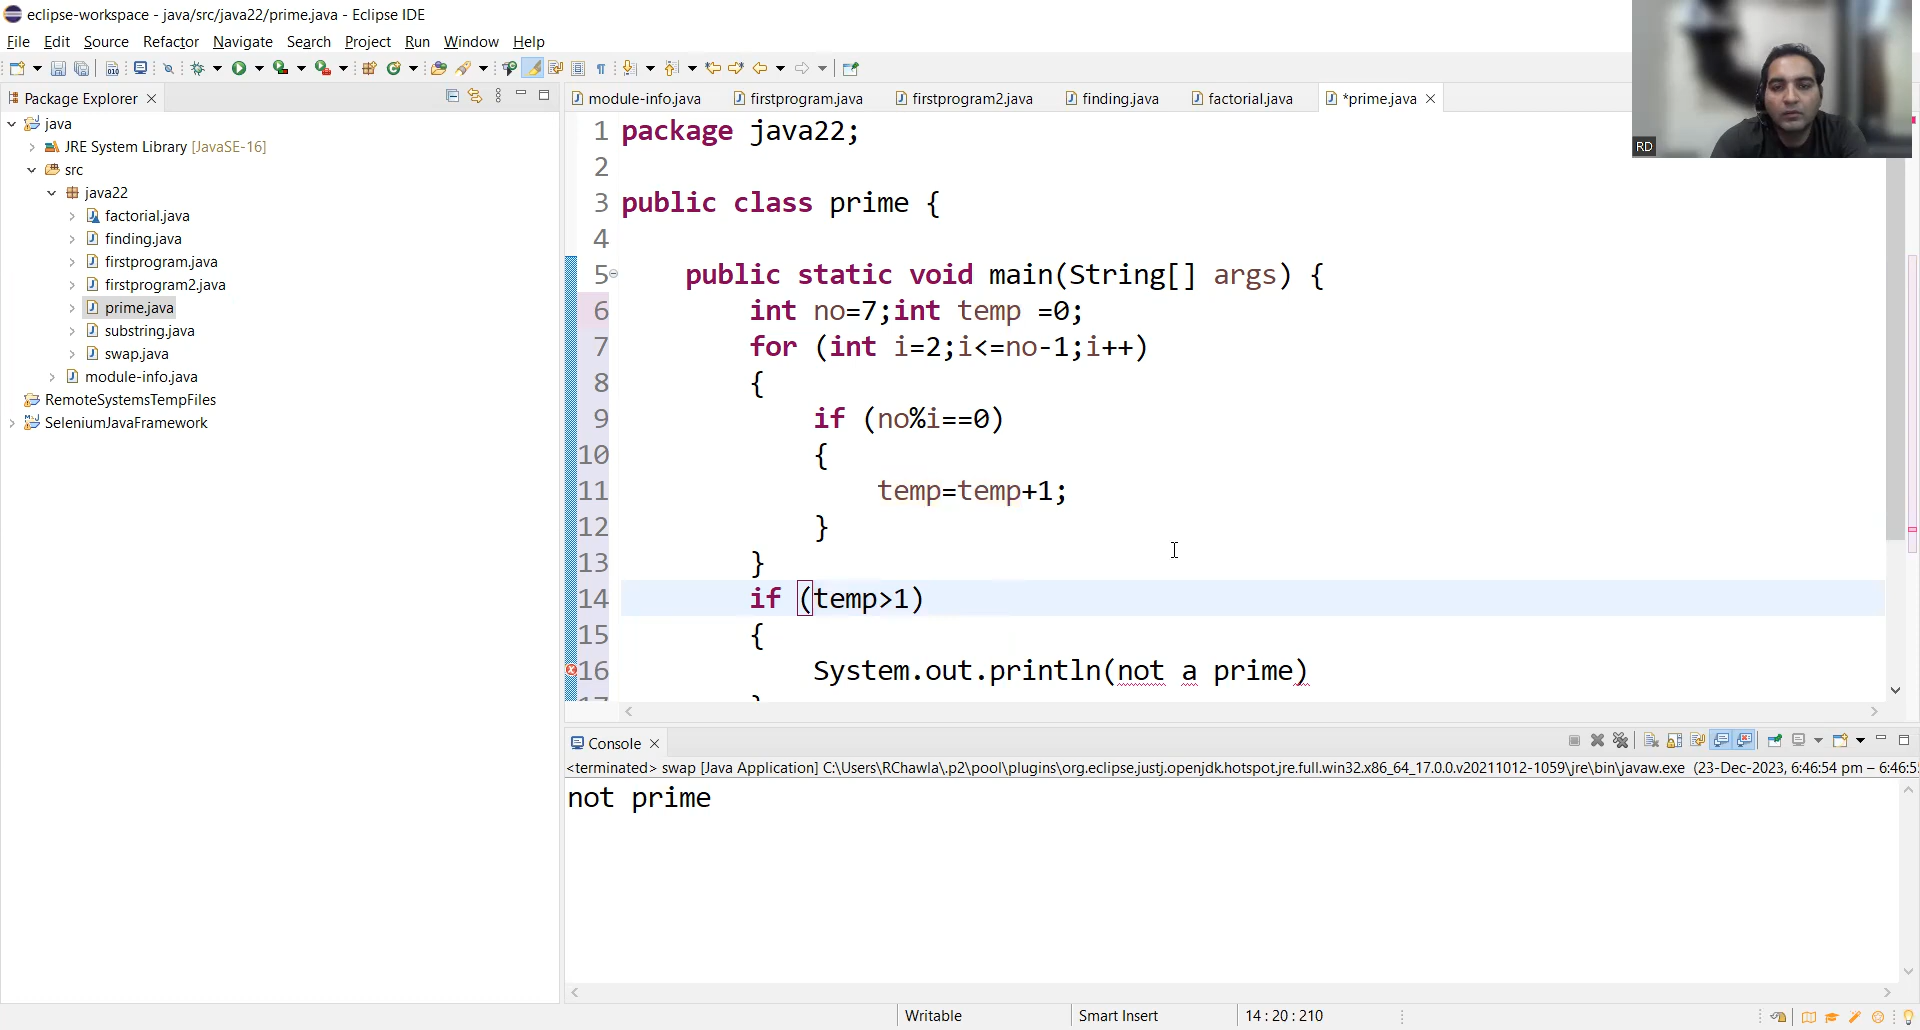 eclipse-workspace - java/src/java22/prime.java - Eclipse IDE
File Edit Source Refactor Navigate Search Project Run Window Help
Package Explorer
java
JRE System Library [JavaSE-16]
src
java22
factorial.java
finding.java
firstprogram.java
firstprogram2.java
prime.java
substring.java
swap.java
module-info.java
RemoteSystemsTempFiles
SeleniumJavaFramework
module-info.java firstprogram.java firstprogram2.java finding.java factorial.java *prime.java
1 package java22;
2
3 public class prime {
4
5 public static void main(String[] args) {
6 int no=7;int temp =0;
7 for (int i=2;i<=no-1;i++)
8 {
9 if (no%i==0)
10 {
11 temp=temp+1;
12 }
13 }
14 if (temp>1)
15 {
16 System.out.println(not a prime)
RD
Console
<terminated> swap [Java Application] C:\Users\RChawla\.p2\pool\plugins\org.eclipse.justj.openjdk.hotspot.jre.full.win32.x86_64_17.0.0.v20211012-1059\jre\bin\javaw.exe (23-Dec-2023, 6:46:54 pm – 6:46:5
not prime
Writable Smart Insert 14 : 20 : 210